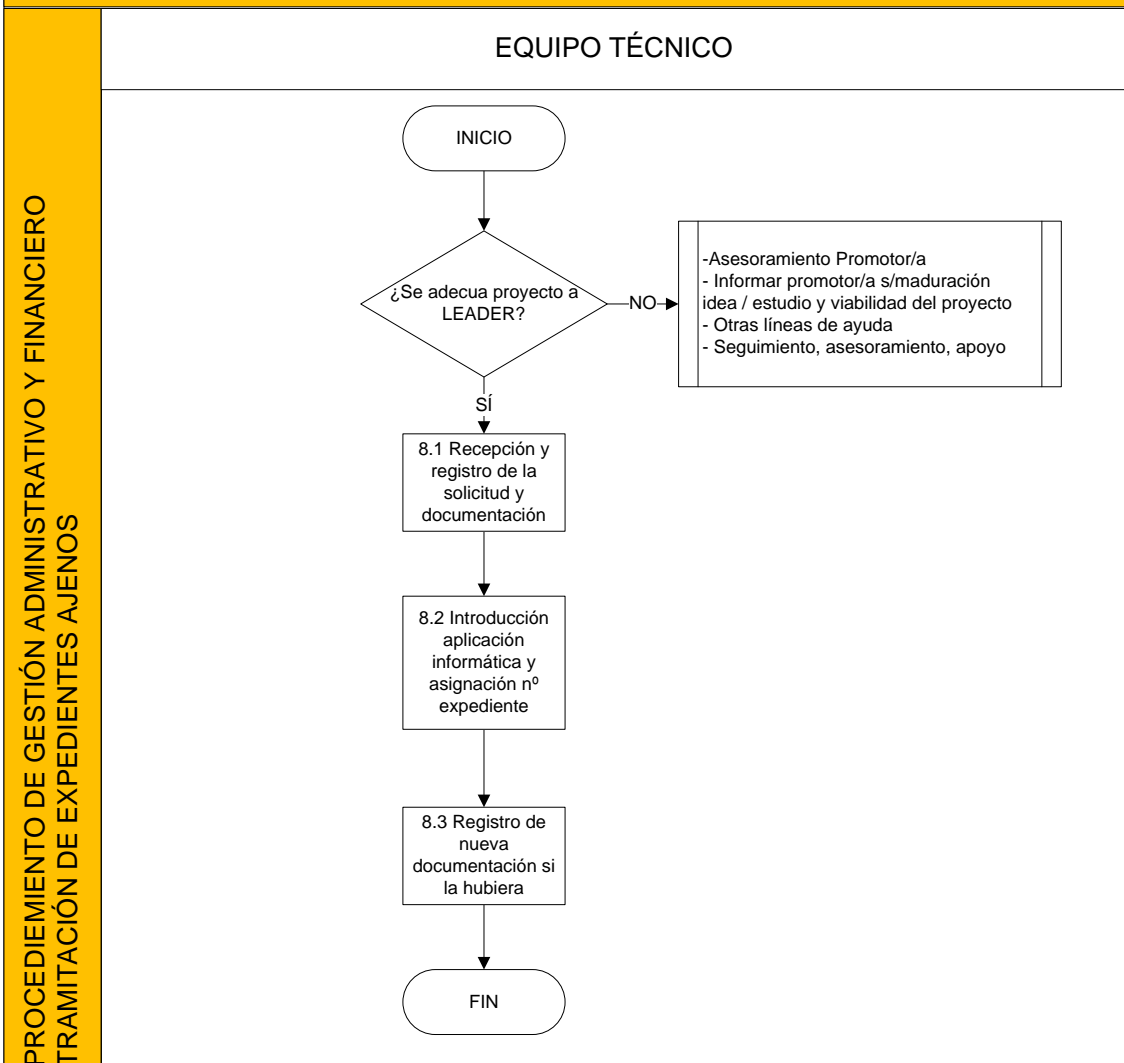 EQUIPO TÉCNICO
PROCEDIEMIENTO DE GESTIÓN ADMINISTRATIVO Y FINANCIERO
TRAMITACIÓN DE EXPEDIENTES AJENOS
INICIO
¿Se adecua proyecto a
LEADER?
NO
-Asesoramiento Promotor/a
- Informar promotor/a s/maduración
idea / estudio y viabilidad del proyecto
- Otras líneas de ayuda
- Seguimiento, asesoramiento, apoyo
SÍ
8.1 Recepción y
registro de la
solicitud y
documentación
8.2 Introducción
aplicación
informática y
asignación nº
expediente
8.3 Registro de
nueva
documentación si
la hubiera
FIN